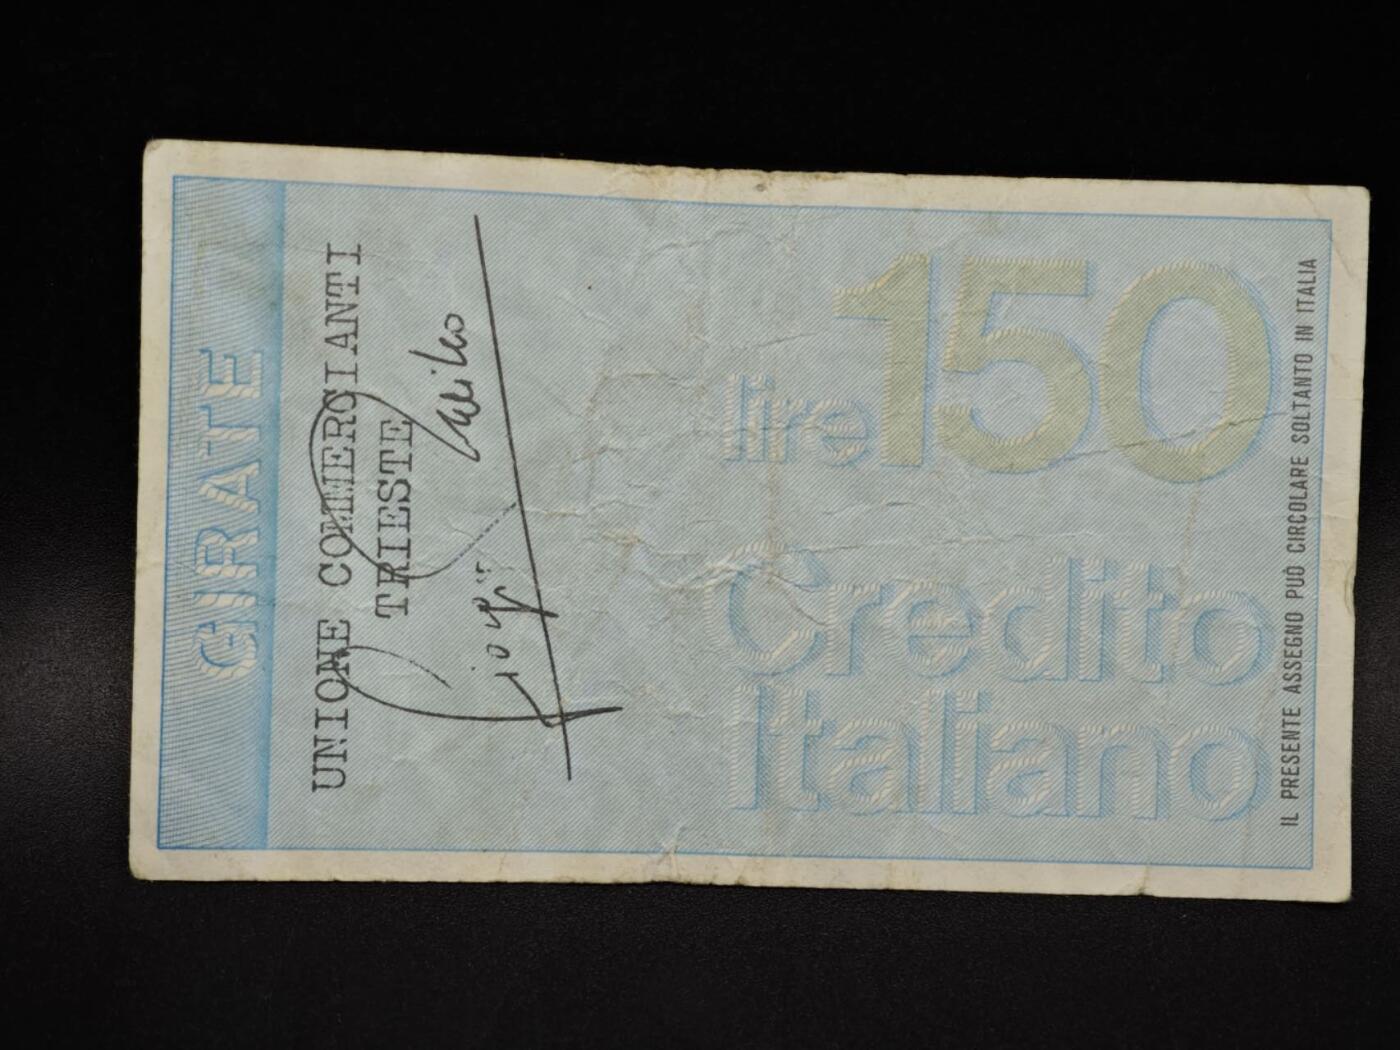 GIRATE
UNIONE COMMERCIANTI
TRIESTE
lire 150
Credito
Italiano
IL PRESENTE ASSEGNO PUÒ CIRCOLARE SOLTANTO IN ITALIA